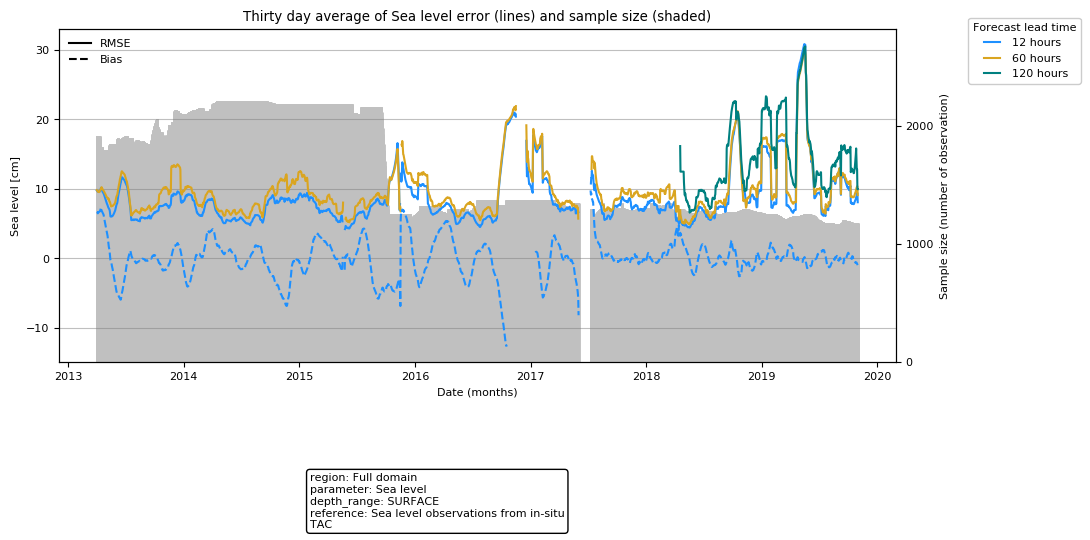 Thirty day average of Sea level error (lines) and sample size (shaded)
Forecast lead time
12 hours
60 hours
120 hours
RMSE
Bias
30
20
10
0
−10
Sea level [cm]
2000
1000
0
Sample size (number of observation)
2013 2014 2015 2016 2017 2018 2019 2020
Date (months)
region: Full domain
parameter: Sea level
depth_range: SURFACE
reference: Sea level observations from in-situ
TAC